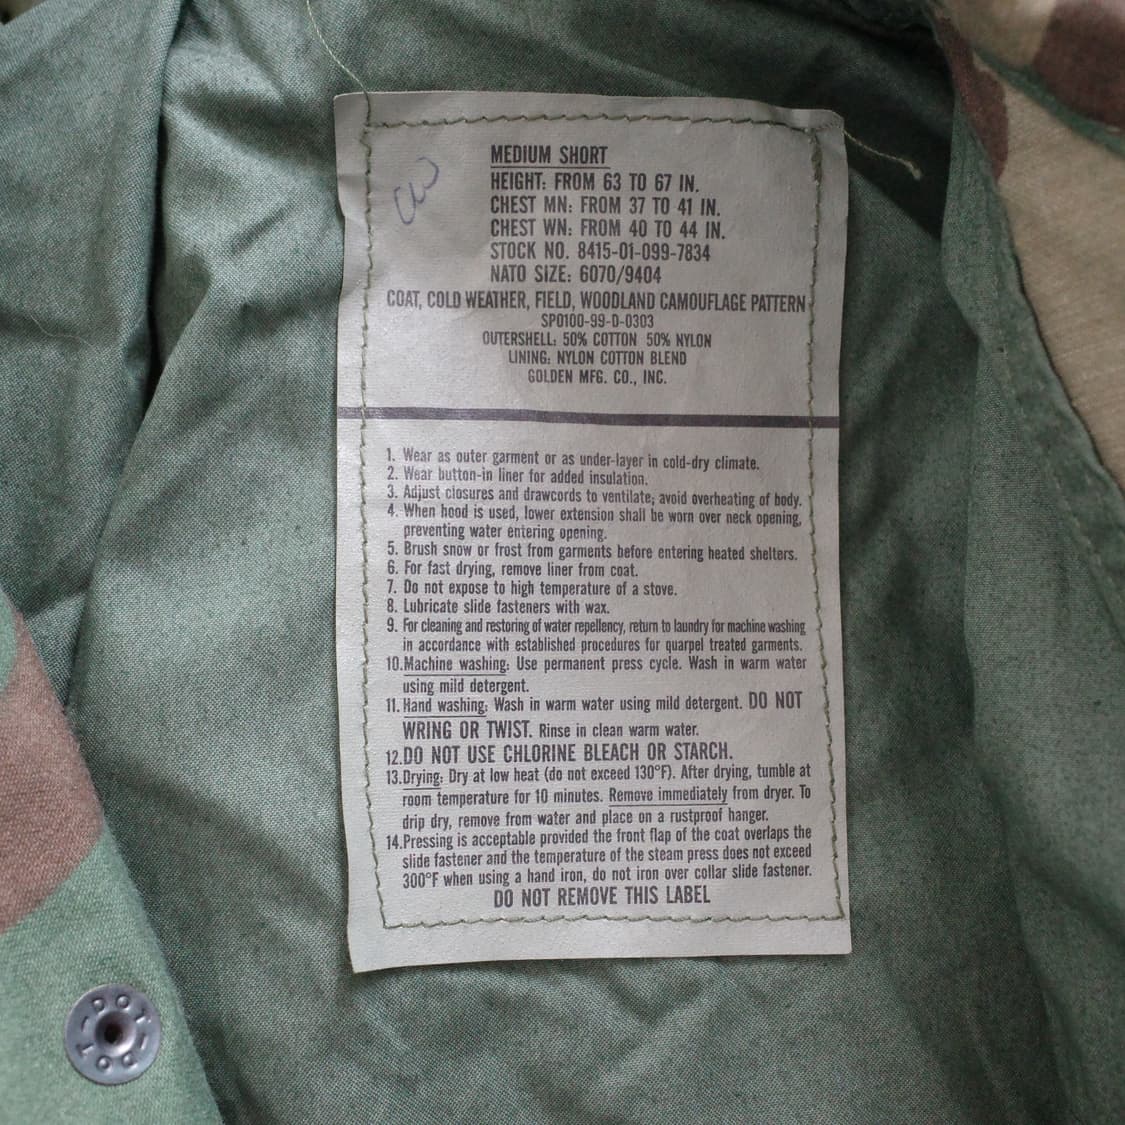 MEDIUM SHORT
HEIGHT: FROM 63 TO 67 IN.
CHEST MN: FROM 37 TO 41 IN.
CHEST WN: FROM 40 TO 44 IN.
STOCK NO. 8415-01-099-7834
NATO SIZE: 6070/9404
COAT, COLD WEATHER, FIELD, WOODLAND CAMOUFLAGE PATTERN
SPO100-99-D-0303
OUTERSHELL: 50% COTTON 50% NYLON
LINING: NYLON COTTON BLEND
GOLDEN MFG. CO., INC.
1. Wear as outer garment or as under-layer in cold-dry climate.
2. Wear button-in liner for added insulation.
3. Adjust closures and drawcords to ventilate; avoid overheating of body.
4. When hood is used, lower extension shall be worn over neck opening,
preventing water entering opening.
5. Brush snow or frost from garments before entering heated shelters.
6. For fast drying, remove liner from coat.
7. Do not expose to high temperature of a stove.
8. Lubricate slide fasteners with wax.
9. For cleaning and restoring of water repellency, return to laundry for machine washing
in accordance with established procedures for quarpel treated garments.
10.Machine washing: Use permanent press cycle. Wash in warm water
using mild detergent.
11. Hand washing: Wash in warm water using mild detergent. DO NOT
WRING OR TWIST. Rinse in clean warm water.
12.DO NOT USE CHLORINE BLEACH OR STARCH.
13.Drying: Dry at low heat (do not exceed 130°F). After drying, tumble at
room temperature for 10 minutes. Remove immediately from dryer. To
drip dry, remove from water and place on a rustproof hanger.
14.Pressing is acceptable provided the front flap of the coat overlaps the
slide fastener and the temperature of the steam press does not exceed
300°F when using a hand iron, do not iron over collar slide fastener.
DO NOT REMOVE THIS LABEL
DOT-DOT-